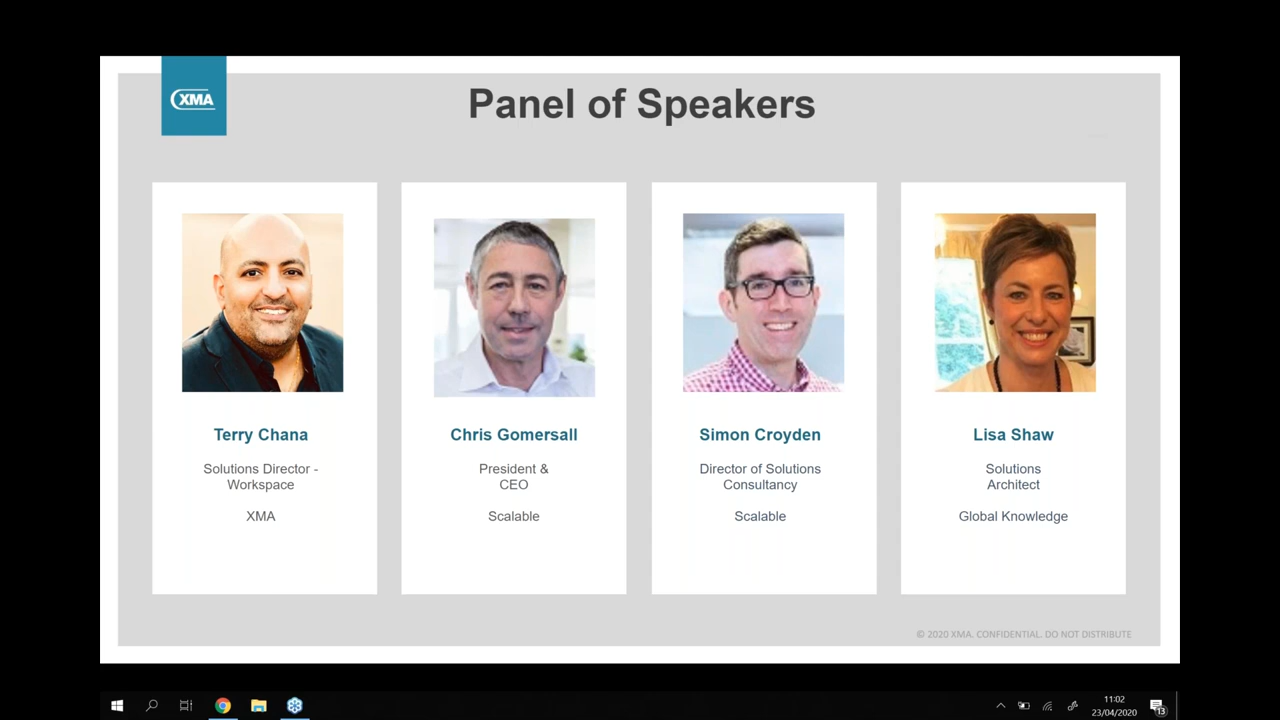 XMA
Panel of Speakers
Terry Chana
Solutions Director -
Workspace
XMA
Chris Gomersall
President &
CEO
Scalable
Simon Croyden
Director of Solutions
Consultancy
Scalable
Lisa Shaw
Solutions
Architect
Global Knowledge
© 2020 XMA. CONFIDENTIAL. DO NOT DISTRIBUTE
11:02
23/04/2020
13